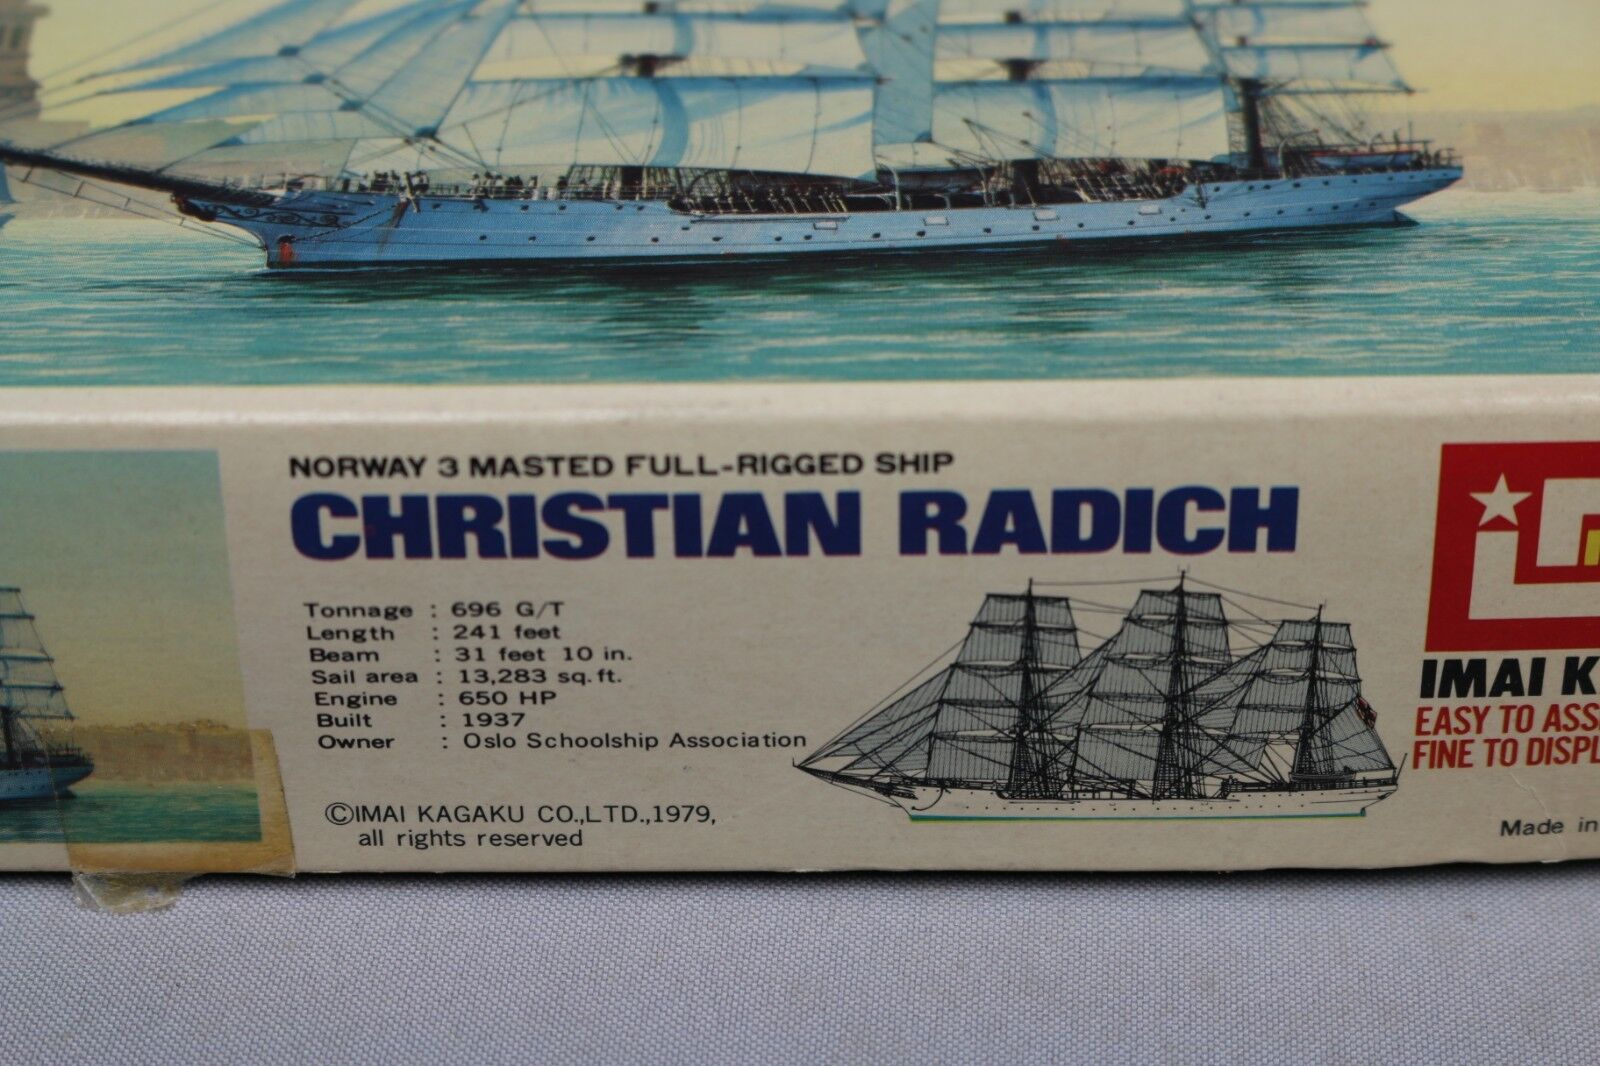 NORWAY 3 MASTED FULL-RIGGED SHIP
CHRISTIAN RADICH
Tonnage : 696 G/T
Length : 241 feet
Beam : 31 feet 10 in.
Sail area : 13,283 sq. ft.
Engine : 650 HP
Built : 1937
Owner : Oslo Schoolship Association
©IMAI KAGAKU CO.,LTD.,1979,
all rights reserved
IMAI
EASY TO
FINE TO
Made in